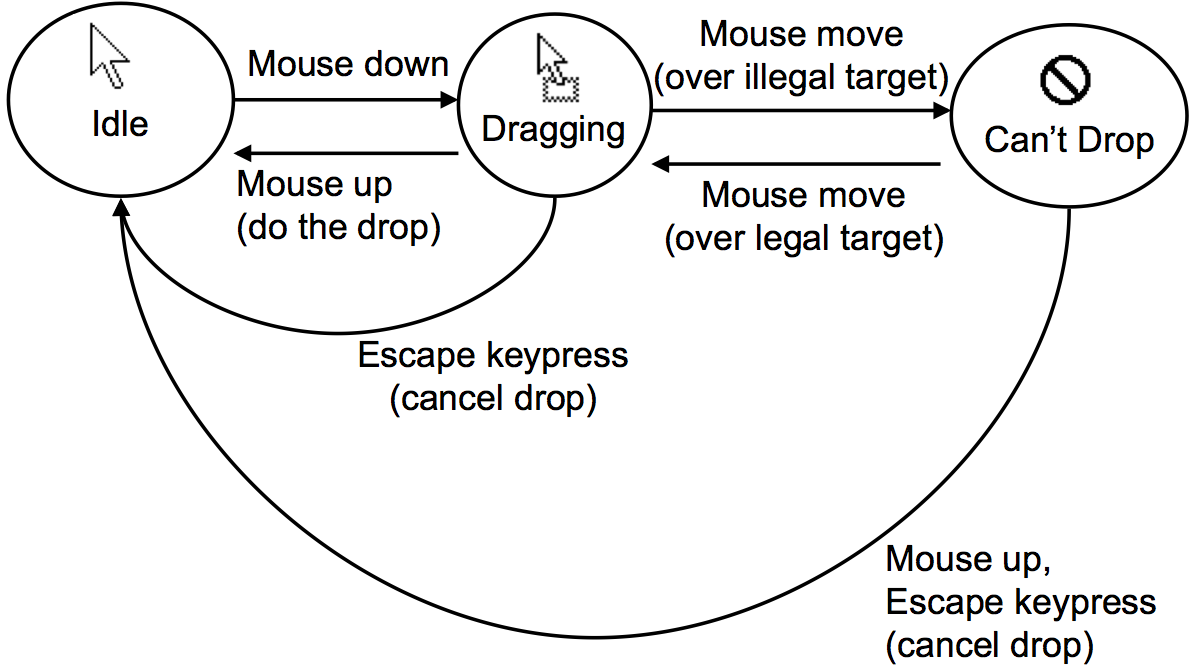 Idle
Mouse down
Dragging
Mouse move
(over illegal target)
Can't Drop
Mouse up
(do the drop)
Mouse move
(over legal target)
Escape keypress
(cancel drop)
Mouse up,
Escape keypress
(cancel drop)